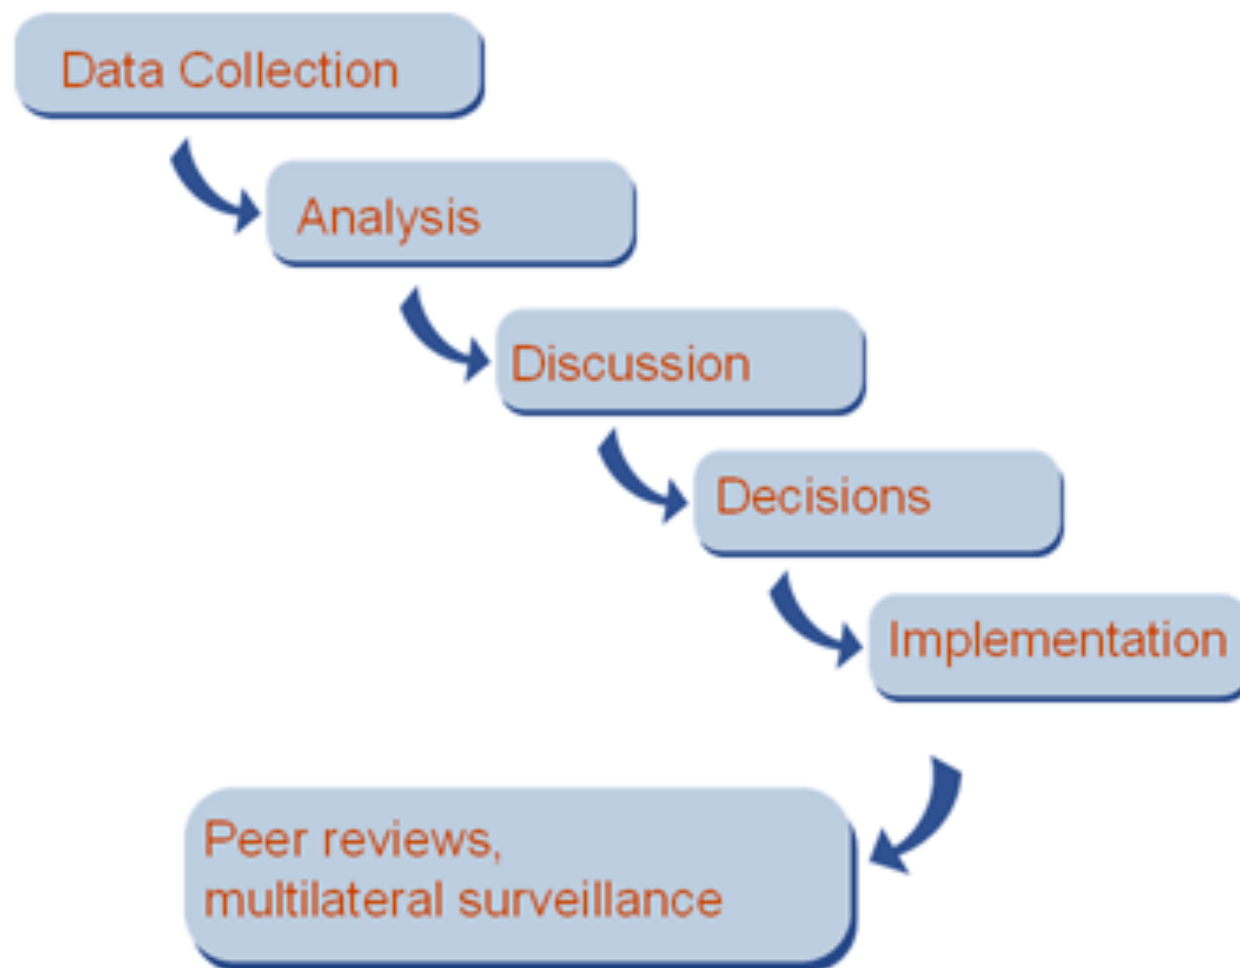 Data Collection
Analysis
Discussion
Decisions
Implementation
Peer reviews,
multilateral surveillance